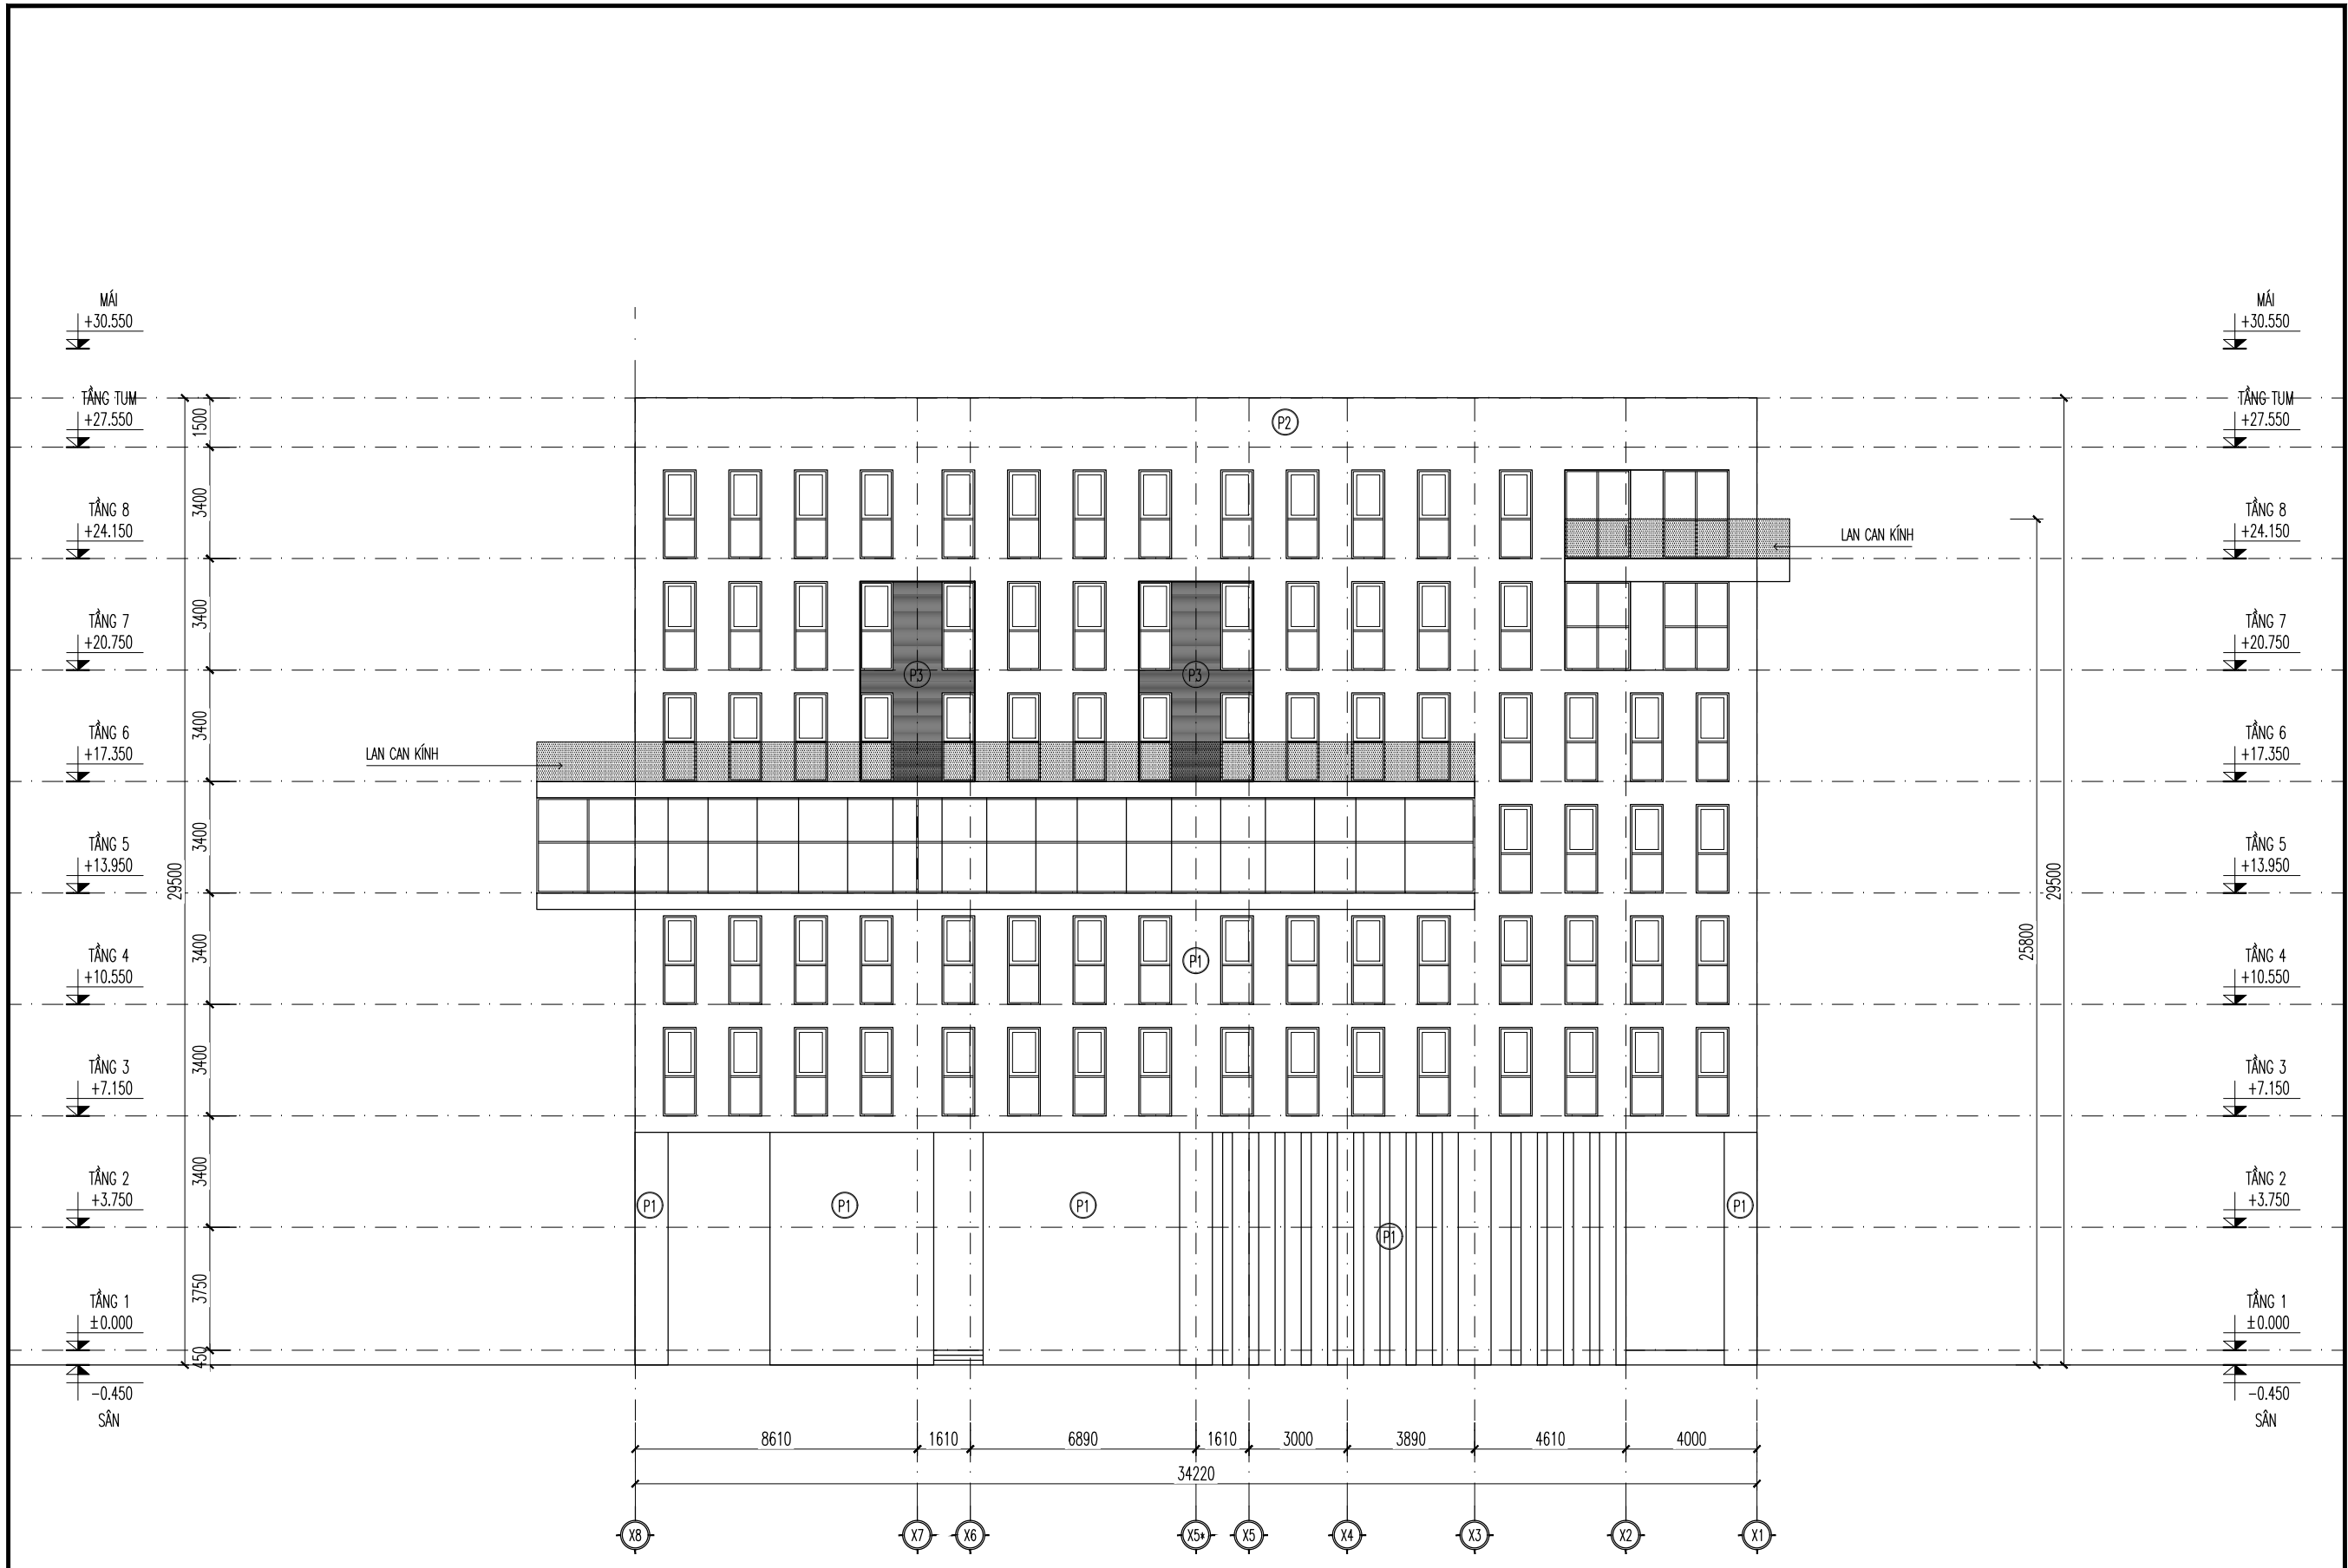 MÁI
+30.550
TẦNG TUM
+27.550
TẦNG 8
+24.150
TẦNG 7
+20.750
TẦNG 6
+17.350
TẦNG 5
+13.950
TẦNG 4
+10.550
TẦNG 3
+7.150
TẦNG 2
+3.750
TẦNG 1
±0.000
-0.450
SÂN
29500
1500
3400
3400
3400
3400
3400
3400
3400
3750
450
LAN CAN KÍNH
P2
P3
P3
P1
P1
P1
P1
P1
P1
LAN CAN KÍNH
25800
29500
MÁI
+30.550
TẦNG TUM
+27.550
TẦNG 8
+24.150
TẦNG 7
+20.750
TẦNG 6
+17.350
TẦNG 5
+13.950
TẦNG 4
+10.550
TẦNG 3
+7.150
TẦNG 2
+3.750
TẦNG 1
±0.000
-0.450
SÂN
8610 1610 6890 1610 3000 3890 4610 4000
34220
X8 X7 X6 X5* X5 X4 X3 X2 X1